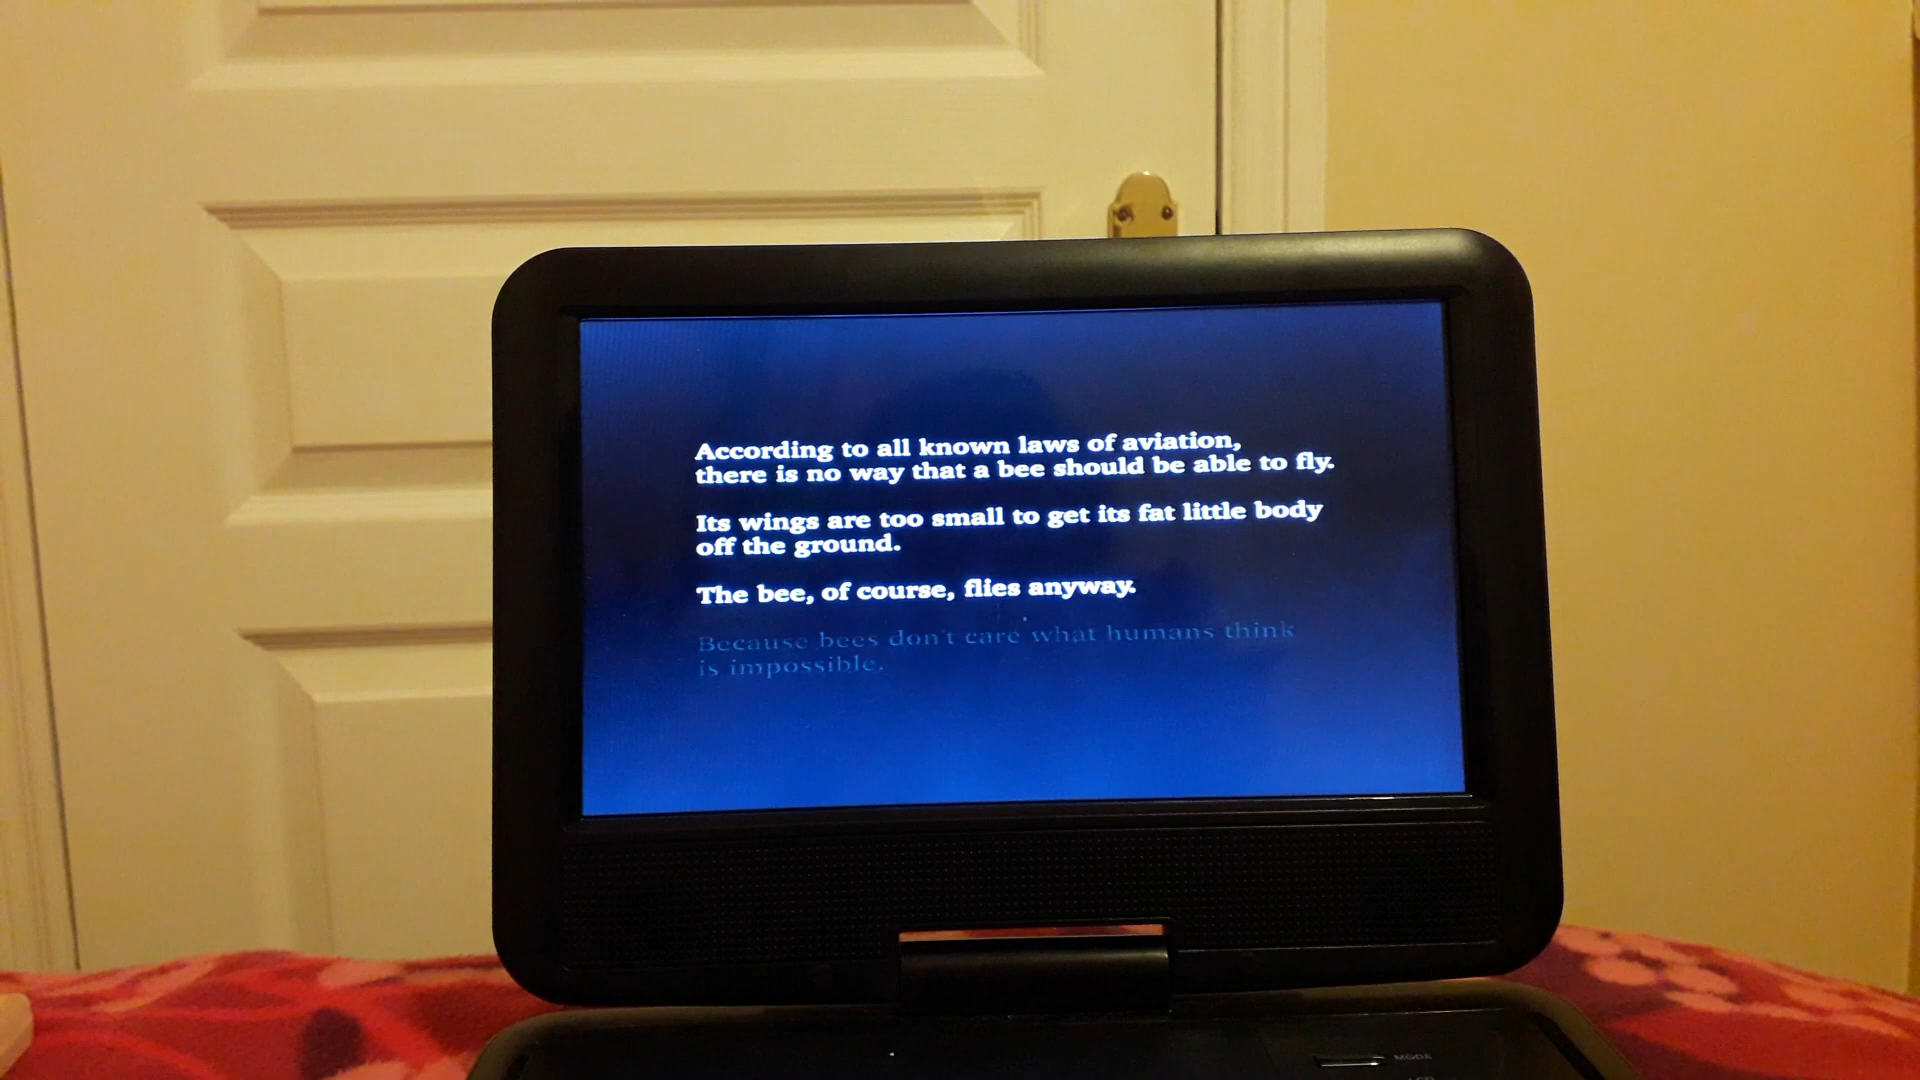 According to all known laws of aviation,
there is no way that a bee should be able to fly.
Its wings are too small to get its fat little body
off the ground.
The bee, of course, flies anyway.
Because bees don't care what humans think
is impossible.
MODE